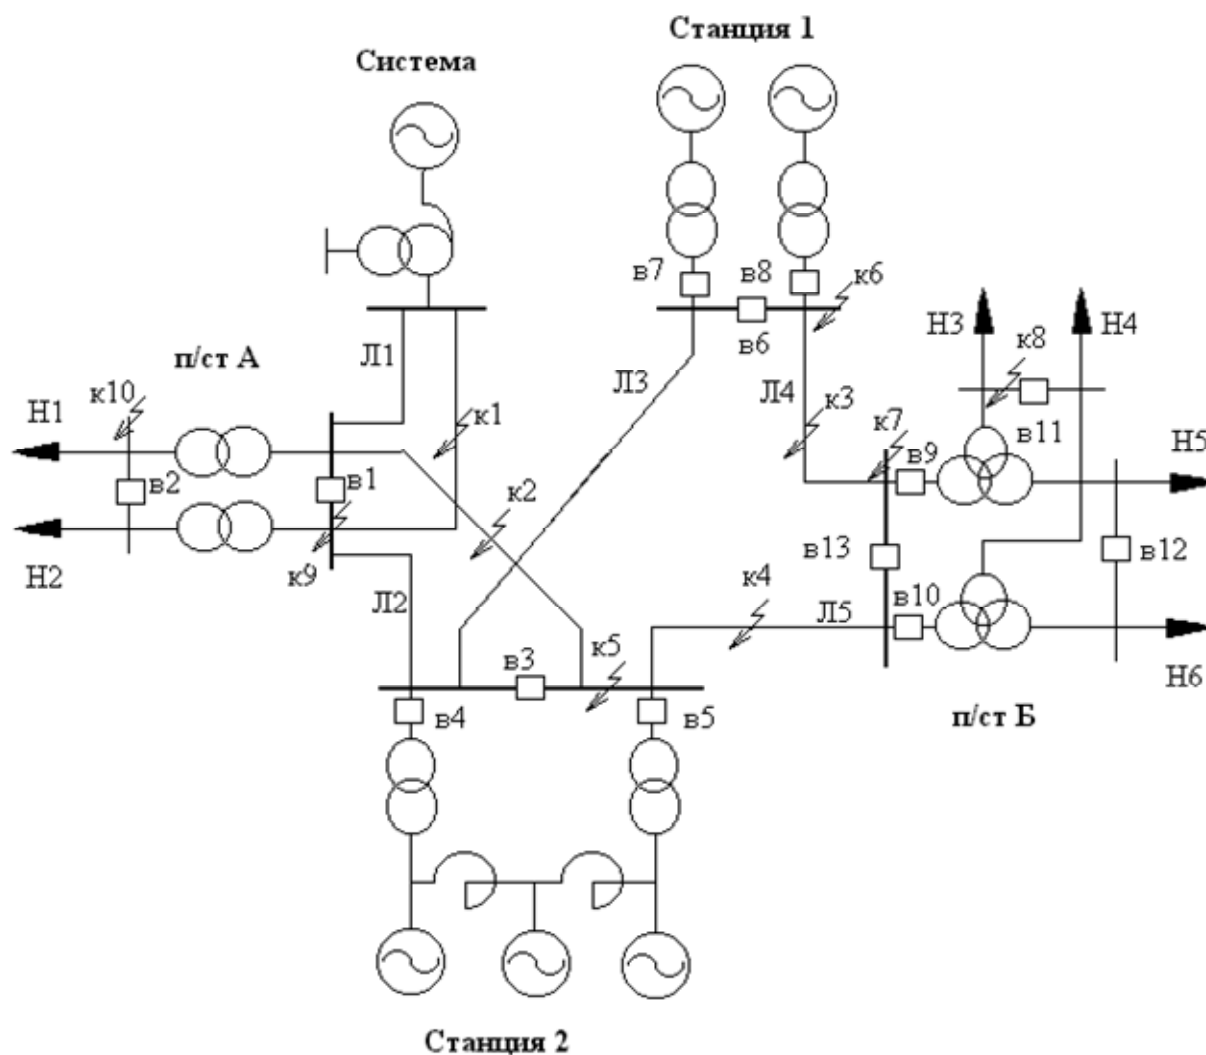 Станция 1
Система
в7
в8
к6
в6
Н3
Н4
к8
п/ст А
Л1
Л3
Л4
к3
к10
Н1
к1
к7
в9
в11
Н5
в2
в1
к2
Н2
к9
в13
к4
в12
Л2
в10
Л5
к5
в3
Н6
в4
в5
п/ст Б
Станция 2